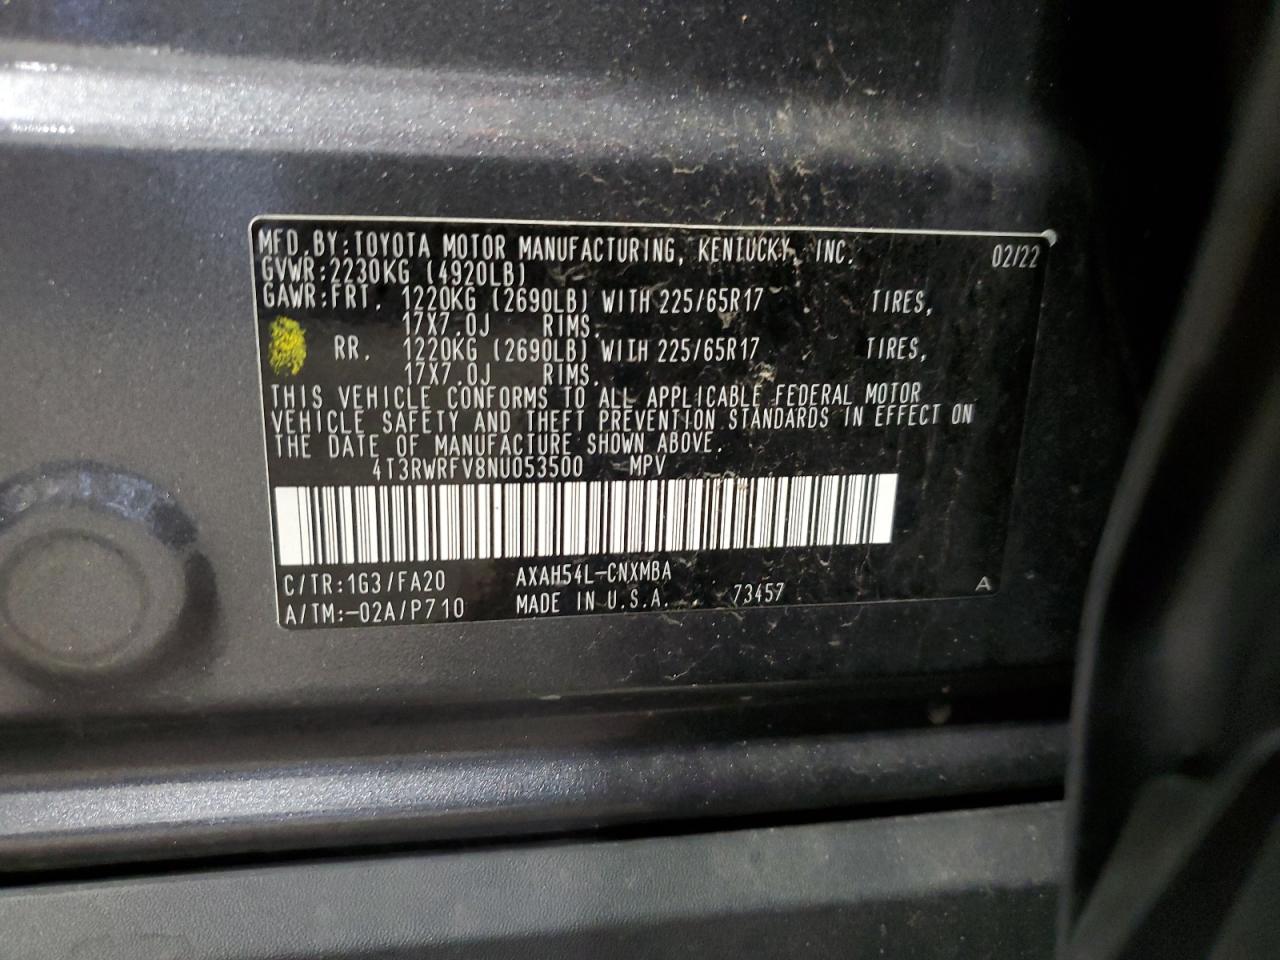 MFD.BY:TOYOTA MOTOR MANUFACTURING, KENTUCKY, INC. 02/22
GVWR:2230KG (4920LB)
GAWR:FRT. 1220KG (2690LB) WITH 225/65R17 TIRES,
17X7.0J RIMS.
RR. 1220KG (2690LB) WITH 225/65R17 TIRES,
17X7.0J RIMS.
THIS VEHICLE CONFORMS TO ALL APPLICABLE FEDERAL MOTOR
VEHICLE SAFETY AND THEFT PREVENTION STANDARDS IN EFFECT ON
THE DATE OF MANUFACTURE SHOWN ABOVE.
4T3RWRFV8NU053500 MPV
C/TR:1G3/FA20 AXAH54L-CNXMBA A
A/TM:-02A/P710 MADE IN U.S.A. 73457